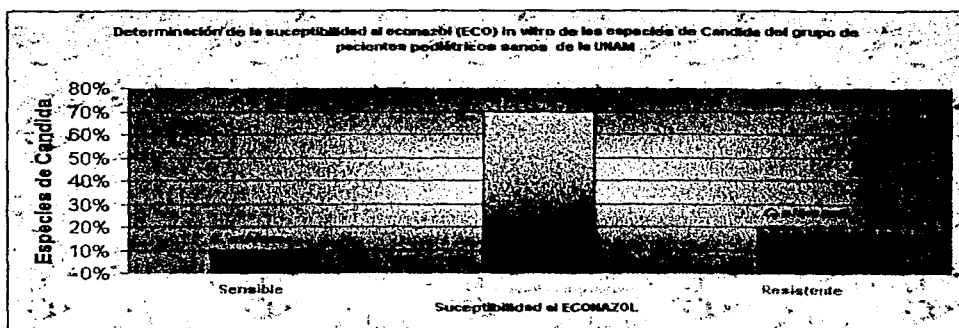 Determinación de la suceptibilidad al econazol (ECO) in vitro de las especies de Candida del grupo de
pacientes pediátricos sanos de la UNAM
Especies de Candida
80%
70%
60%
50%
40%
30%
20%
10%
0%
Sensible
Resistente
Suceptibilidad al ECONAZOL